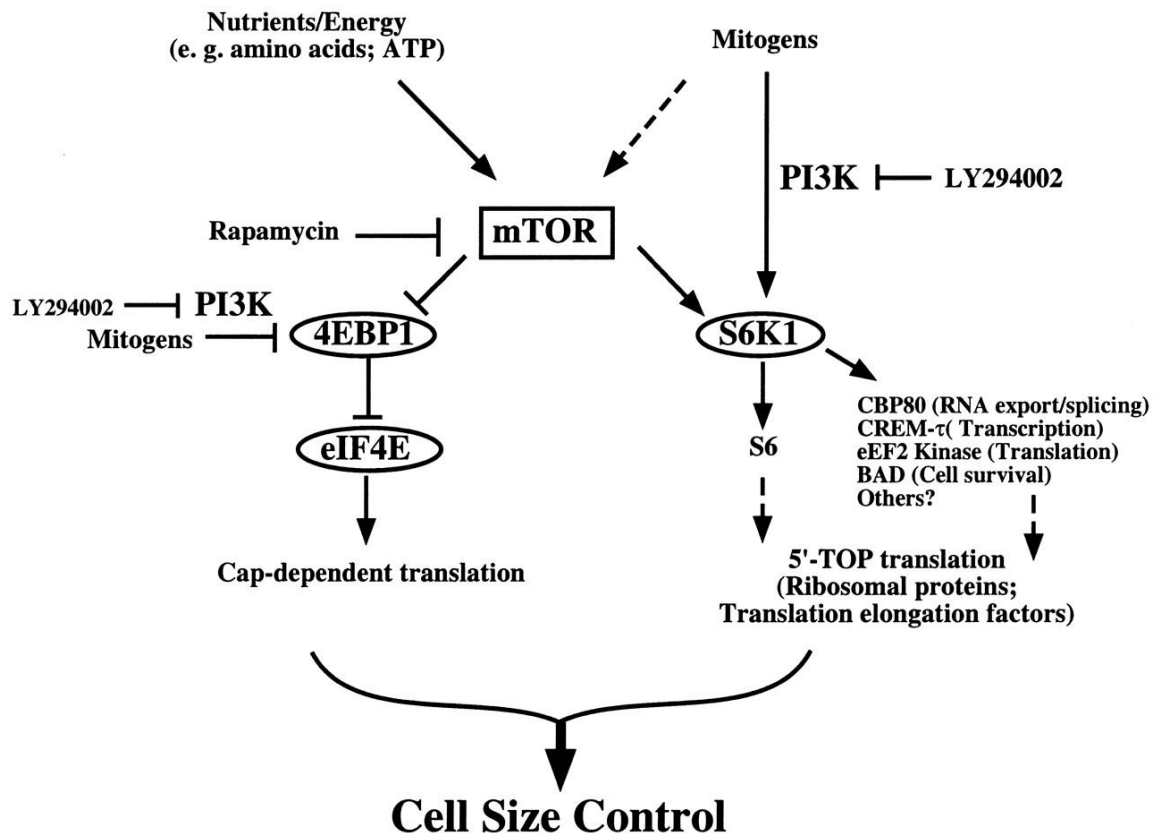 Nutrients/Energy
(e. g. amino acids; ATP)
Mitogens
PI3K
LY294002
Rapamycin
mTOR
LY294002
PI3K
Mitogens
4EBP1
S6K1
eIF4E
S6
CBP80 (RNA export/splicing)
CREM-τ( Transcription)
eEF2 Kinase (Translation)
BAD (Cell survival)
Others?
Cap-dependent translation
5'-TOP translation
(Ribosomal proteins;
Translation elongation factors)
Cell Size Control